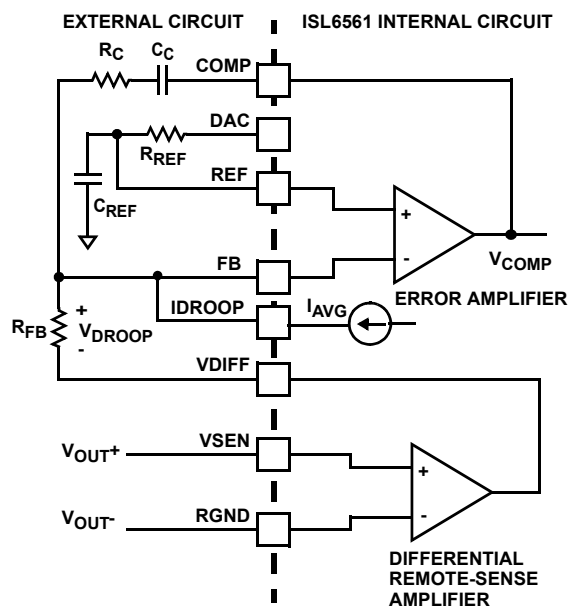 EXTERNAL CIRCUIT
ISL6561 INTERNAL CIRCUIT
RC
CC
COMP
DAC
RREF
REF
CREF
+
-
VCOMP
ERROR AMPLIFIER
FB
IDROOP
IAVG
RFB
+
VDROOP
-
VDIFF
VOUT+
VSEN
+
-
VOUT-
RGND
DIFFERENTIAL
REMOTE-SENSE
AMPLIFIER